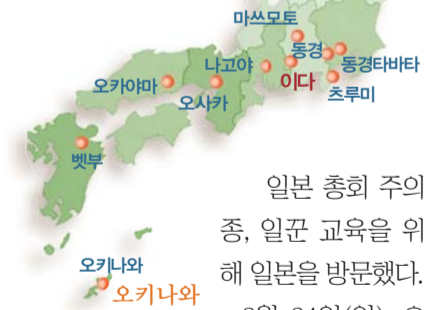 마쓰모토
동경
나고야
동경타바타
이다
오카야마
오사카
츠루미
벳부
오키나와
오키나와
일본 총회 주의
종, 일꾼 교육을 위
해 일본을 방문했다.